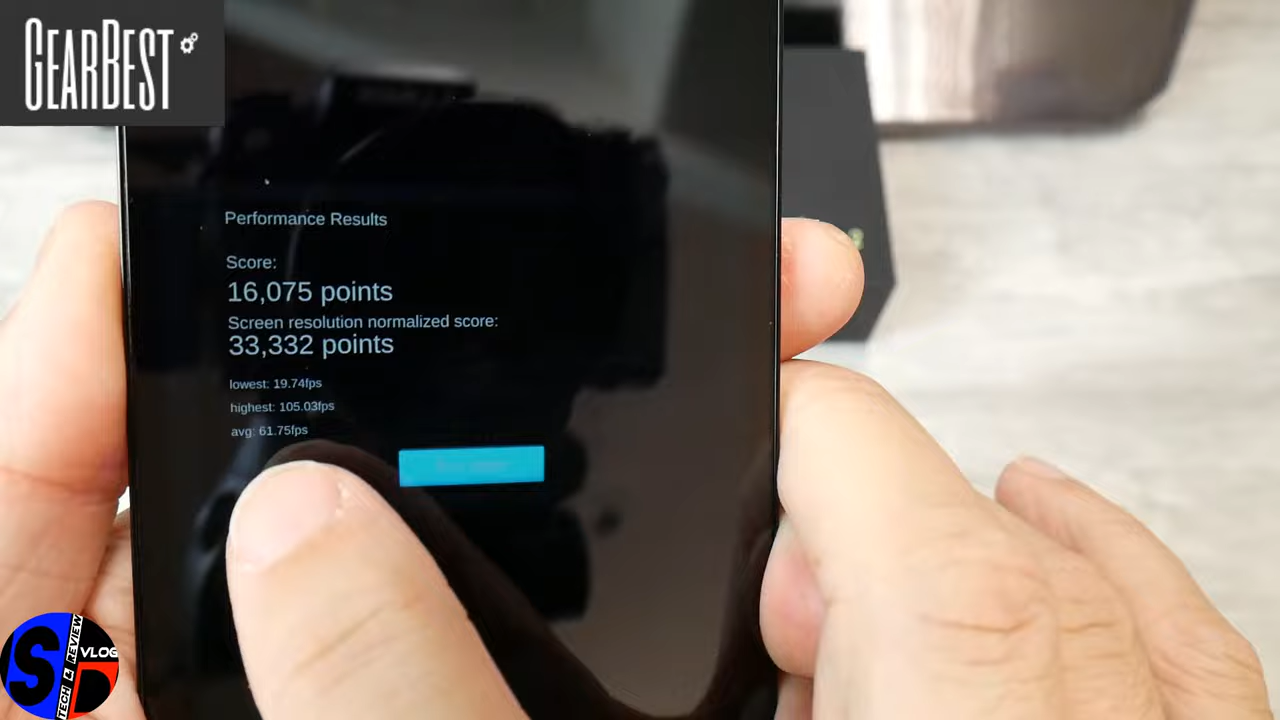 GEARBEST
Performance Results
Score:
16,075 points
Screen resolution normalized score:
33,332 points
lowest: 19.74fps
highest: 105.03fps
avg: 61.75fps
SD
TECH & REVIEW
VLOG